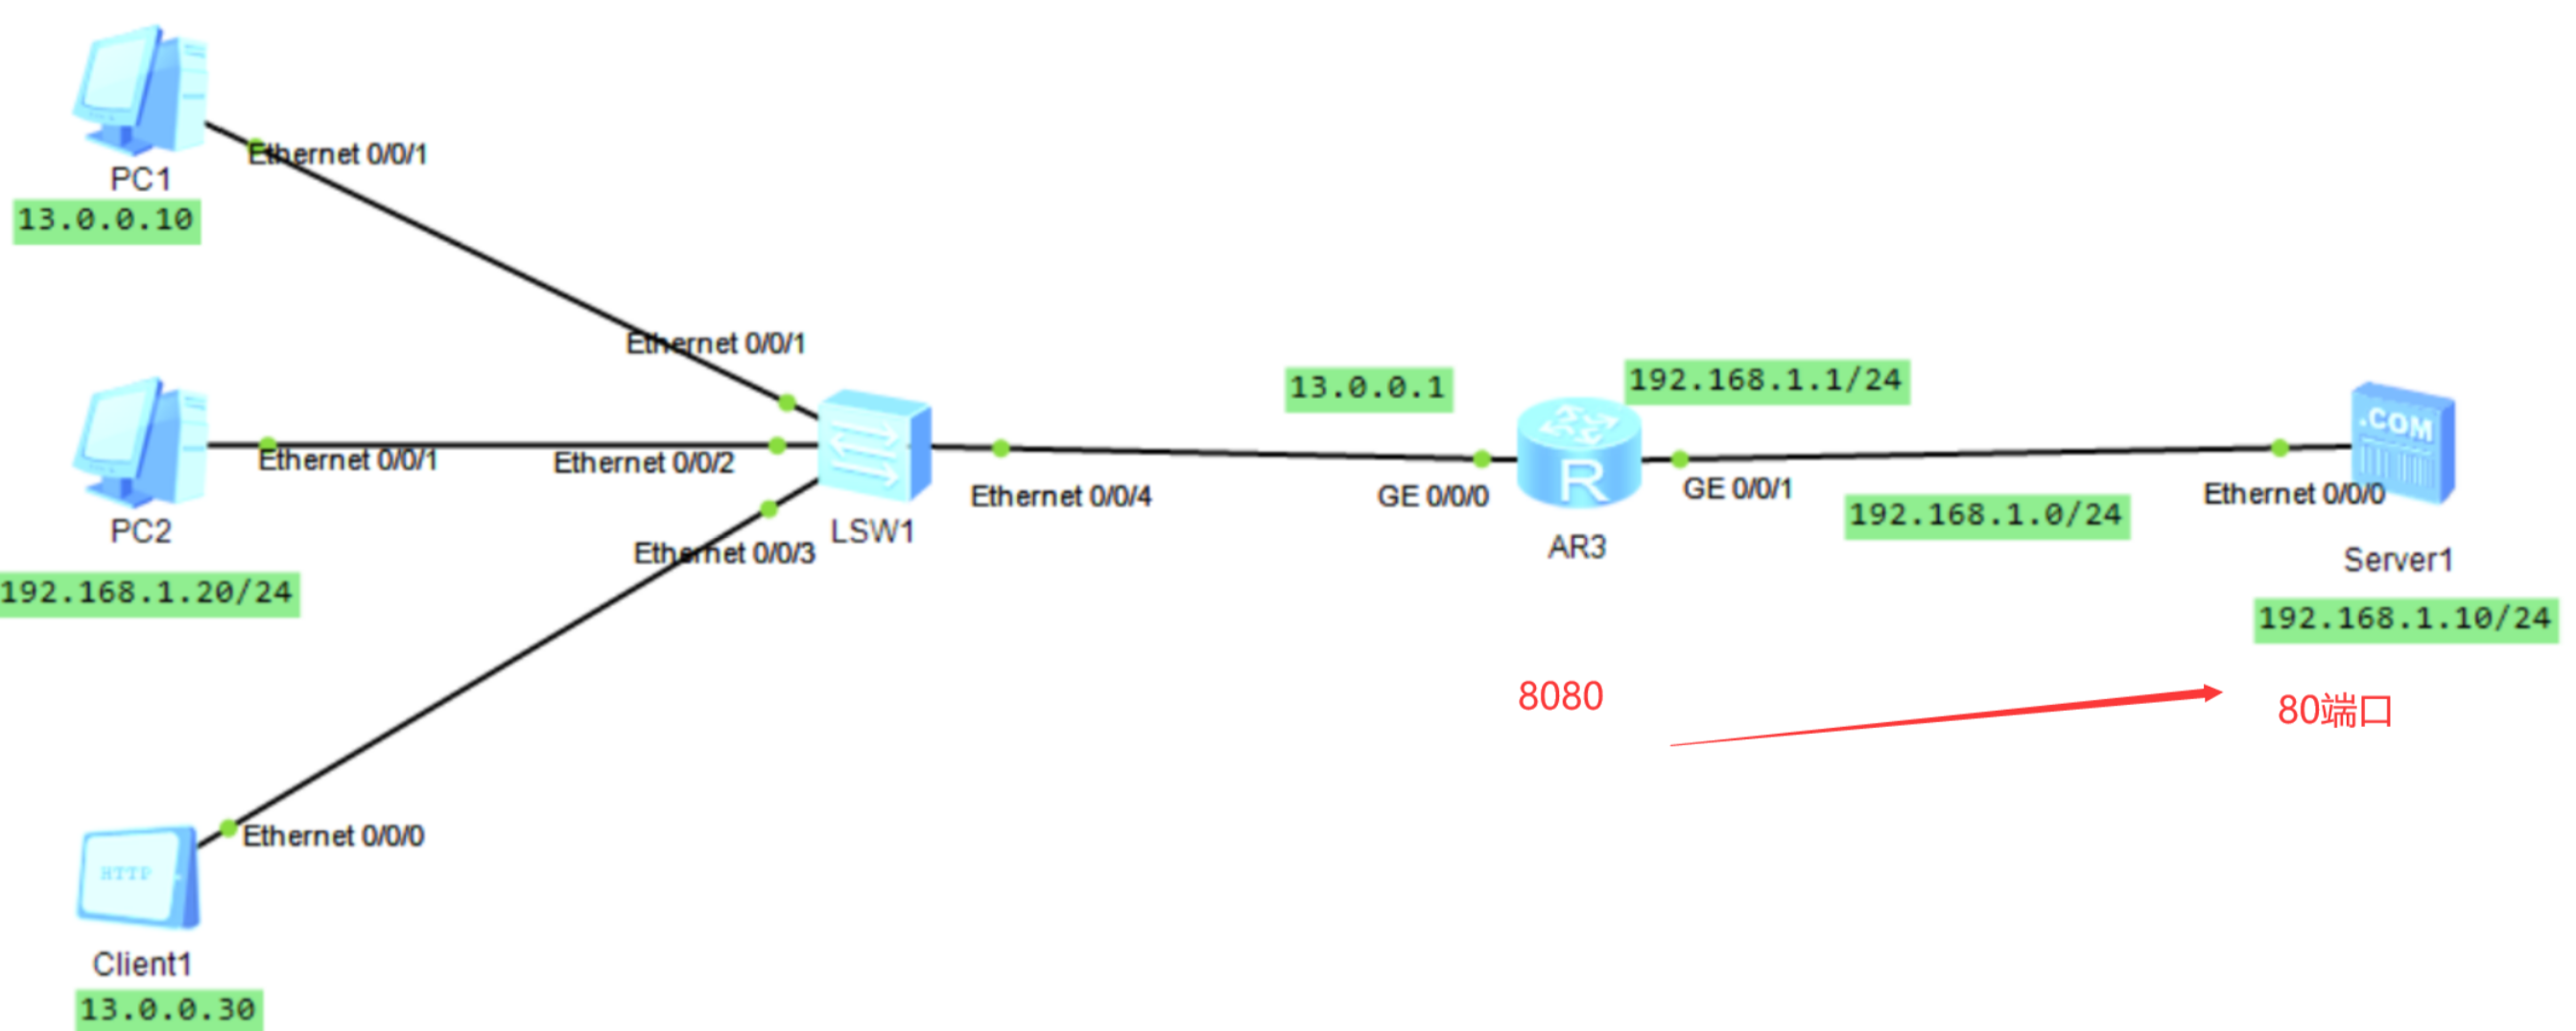 Ethernet 0/0/1
PC1
13.0.0.10
Ethernet 0/0/1
13.0.0.1
192.168.1.1/24
.COM
Ethernet 0/0/1
Ethernet 0/0/2
R
Ethernet 0/0/4
GE 0/0/0
GE 0/0/1
Ethernet 0/0/0
192.168.1.0/24
PC2
LSW1
AR3
Ethernet 0/0/3
Server1
192.168.1.20/24
192.168.1.10/24
8080
80端口
Ethernet 0/0/0
HTTP
Client1
13.0.0.30